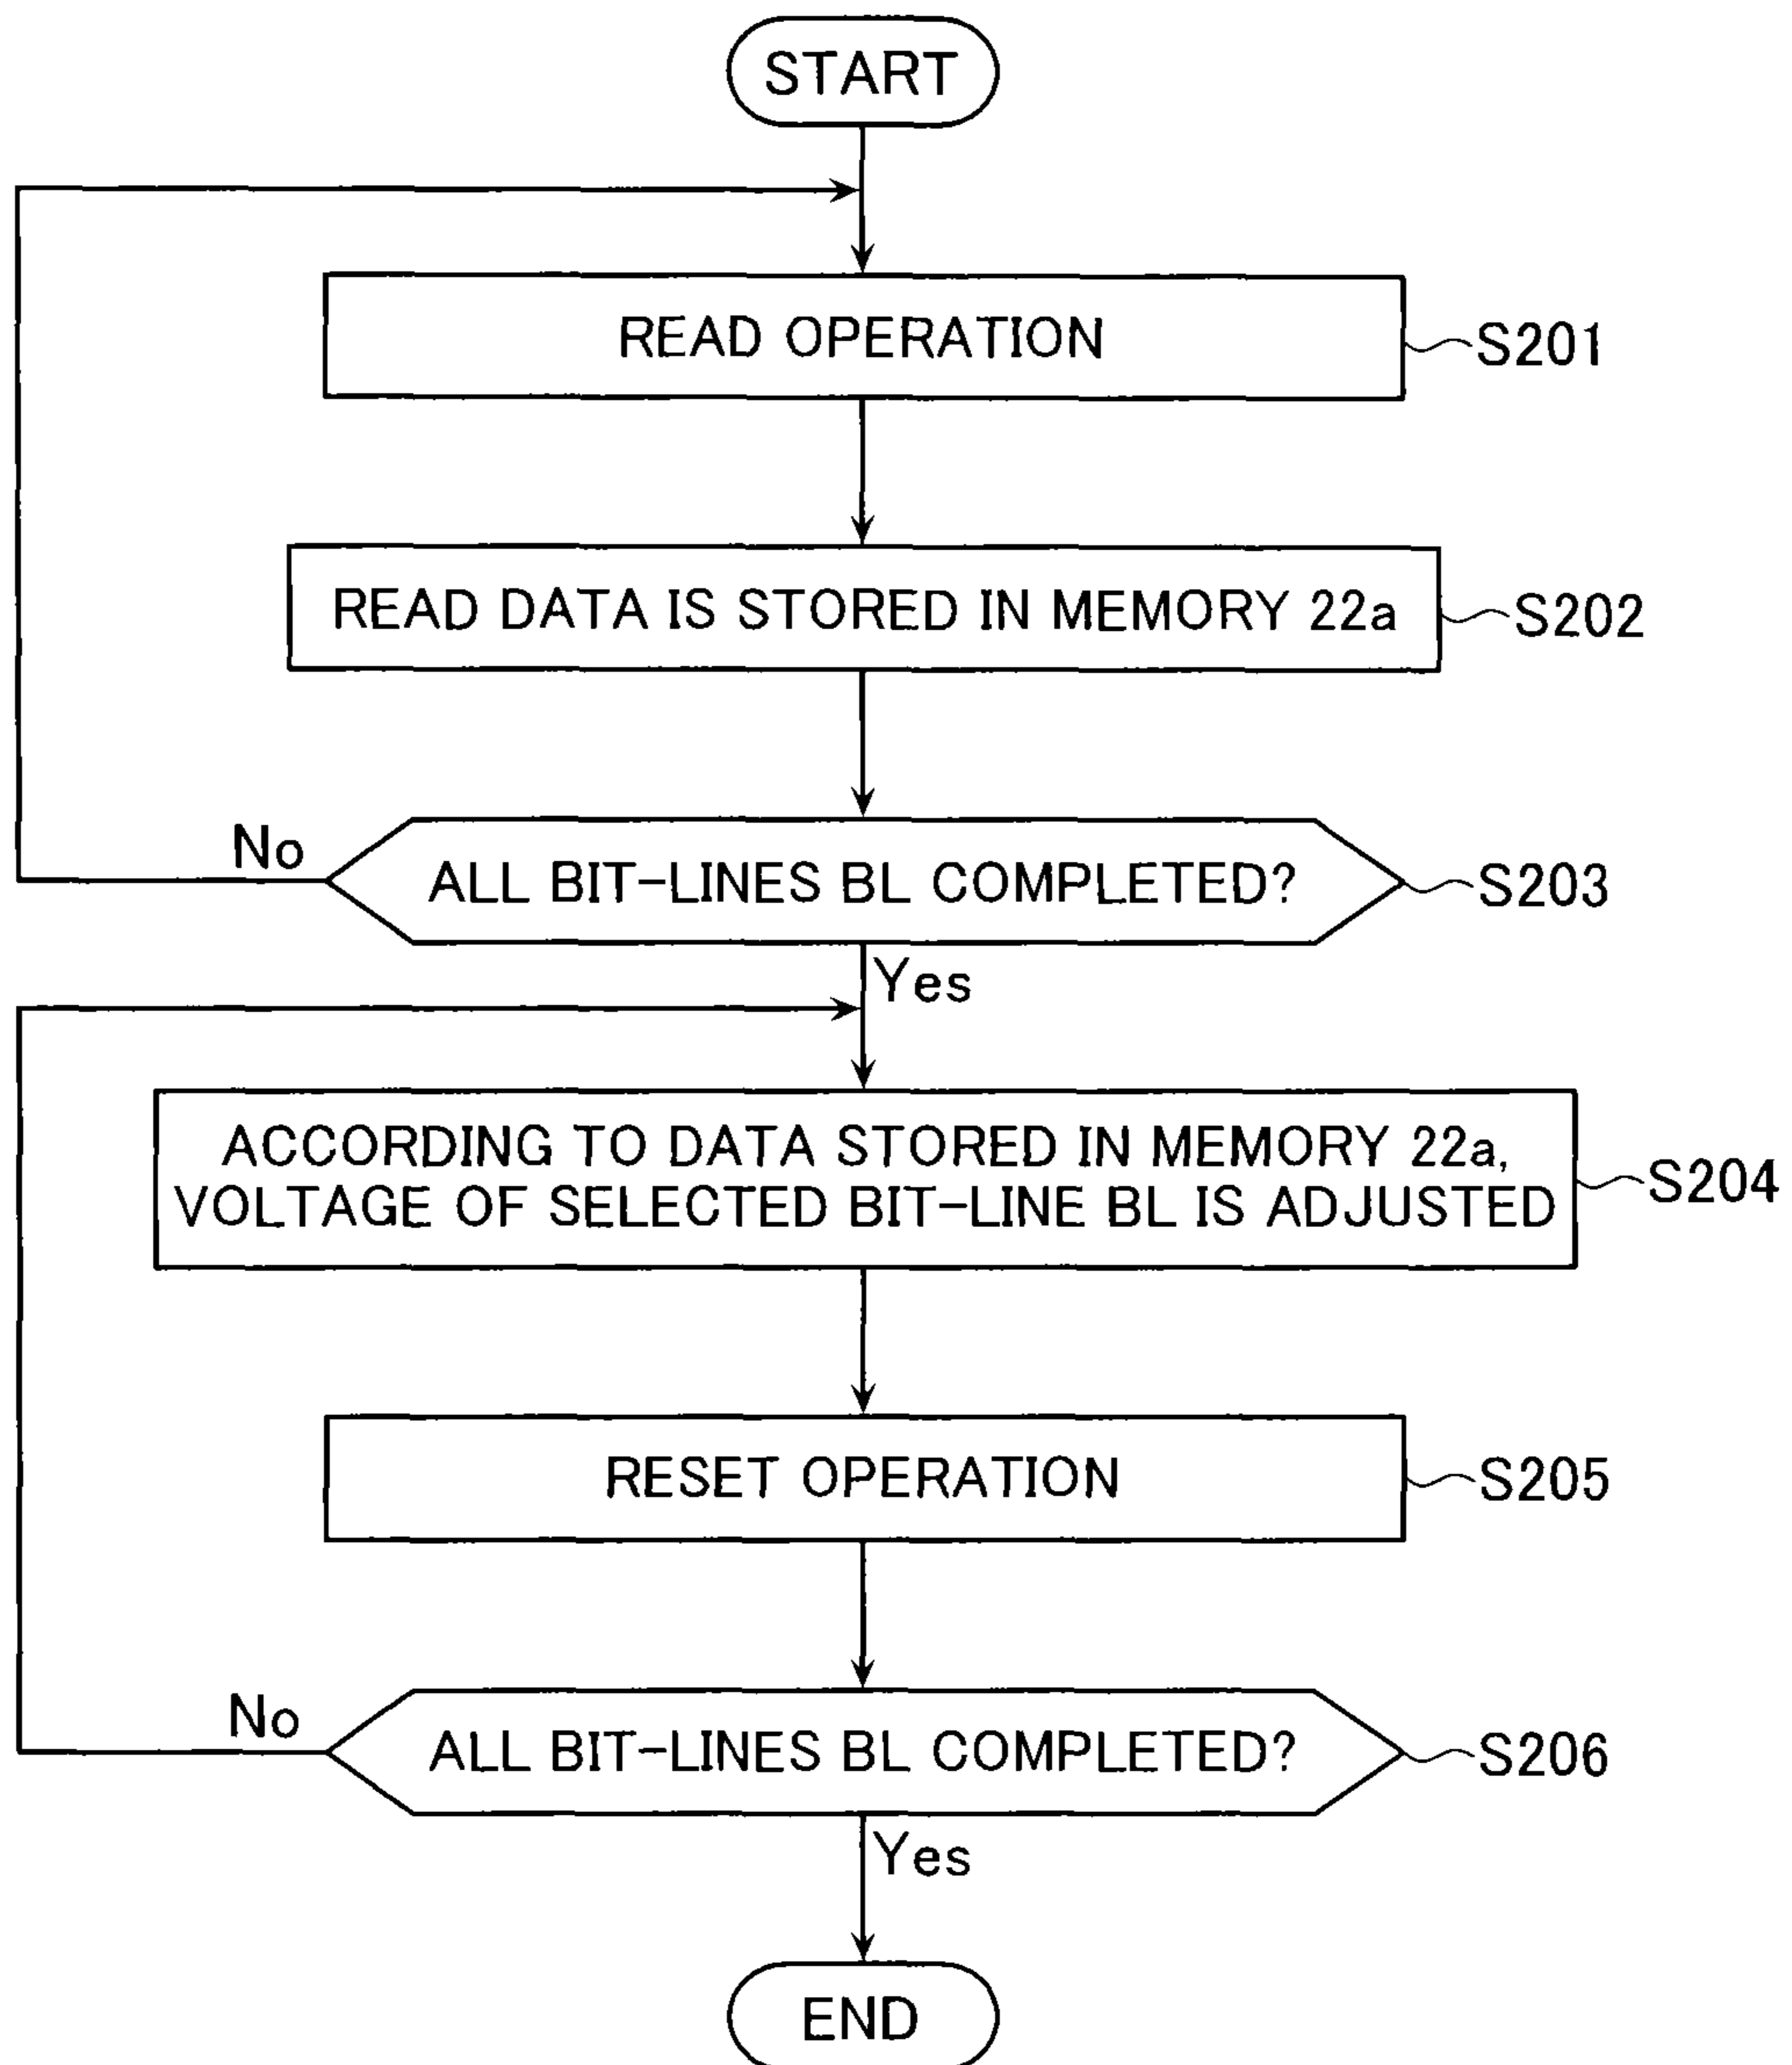 START
READ OPERATION
S201
READ DATA IS STORED IN MEMORY 22a
S202
No
ALL BIT-LINES BL COMPLETED?
S203
Yes
ACCORDING TO DATA STORED IN MEMORY 22a,
VOLTAGE OF SELECTED BIT-LINE BL IS ADJUSTED
S204
RESET OPERATION
S205
No
ALL BIT-LINES BL COMPLETED?
S206
Yes
END